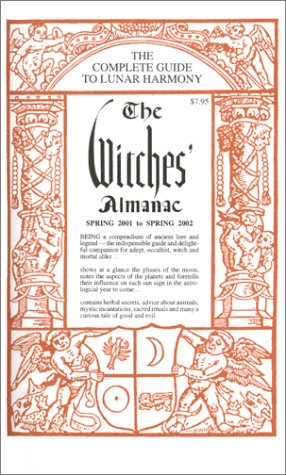 THE
COMPLETE GUIDE
TO LUNAR HARMONY
$7.95
The
Witches'
Almanac
SPRING 2001 to SPRING 2002
BEING a compendium of ancient lore and
legend — the indispensible guide and delight-
ful companion for adept, occultist, witch and
mortal alike ...
shows at a glance the phases of the moon,
notes the aspects of the planets and foretells
their influence on each sun sign in the astro-
logical year to come ...
contains herbal secrets, advice about animals,
mystic incantations, sacred rituals and many a
curious tale of good and evil.